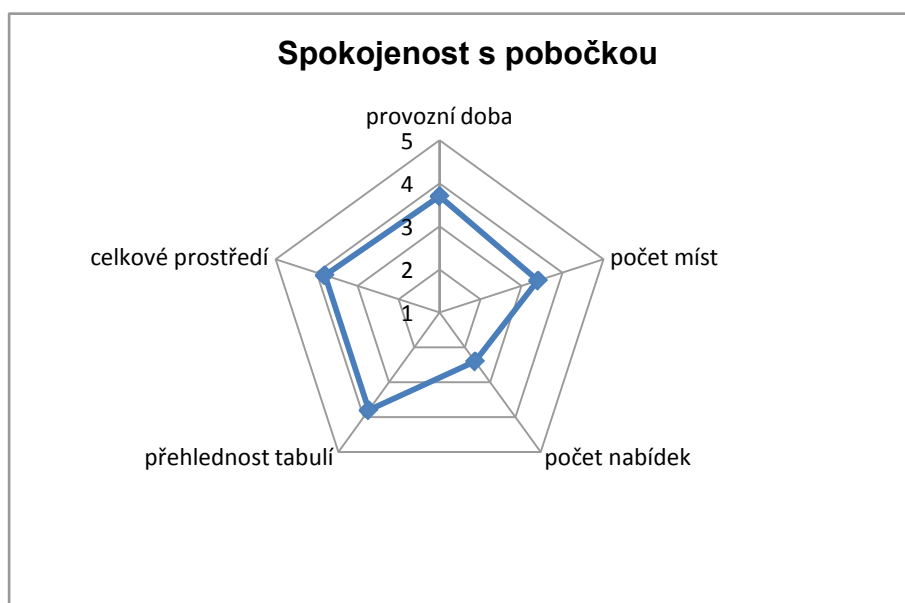 Spokojenost s pobočkou
provozní doba
5
4
3
2
1
celkové prostředí
počet míst
přehlednost tabulí
počet nabídek